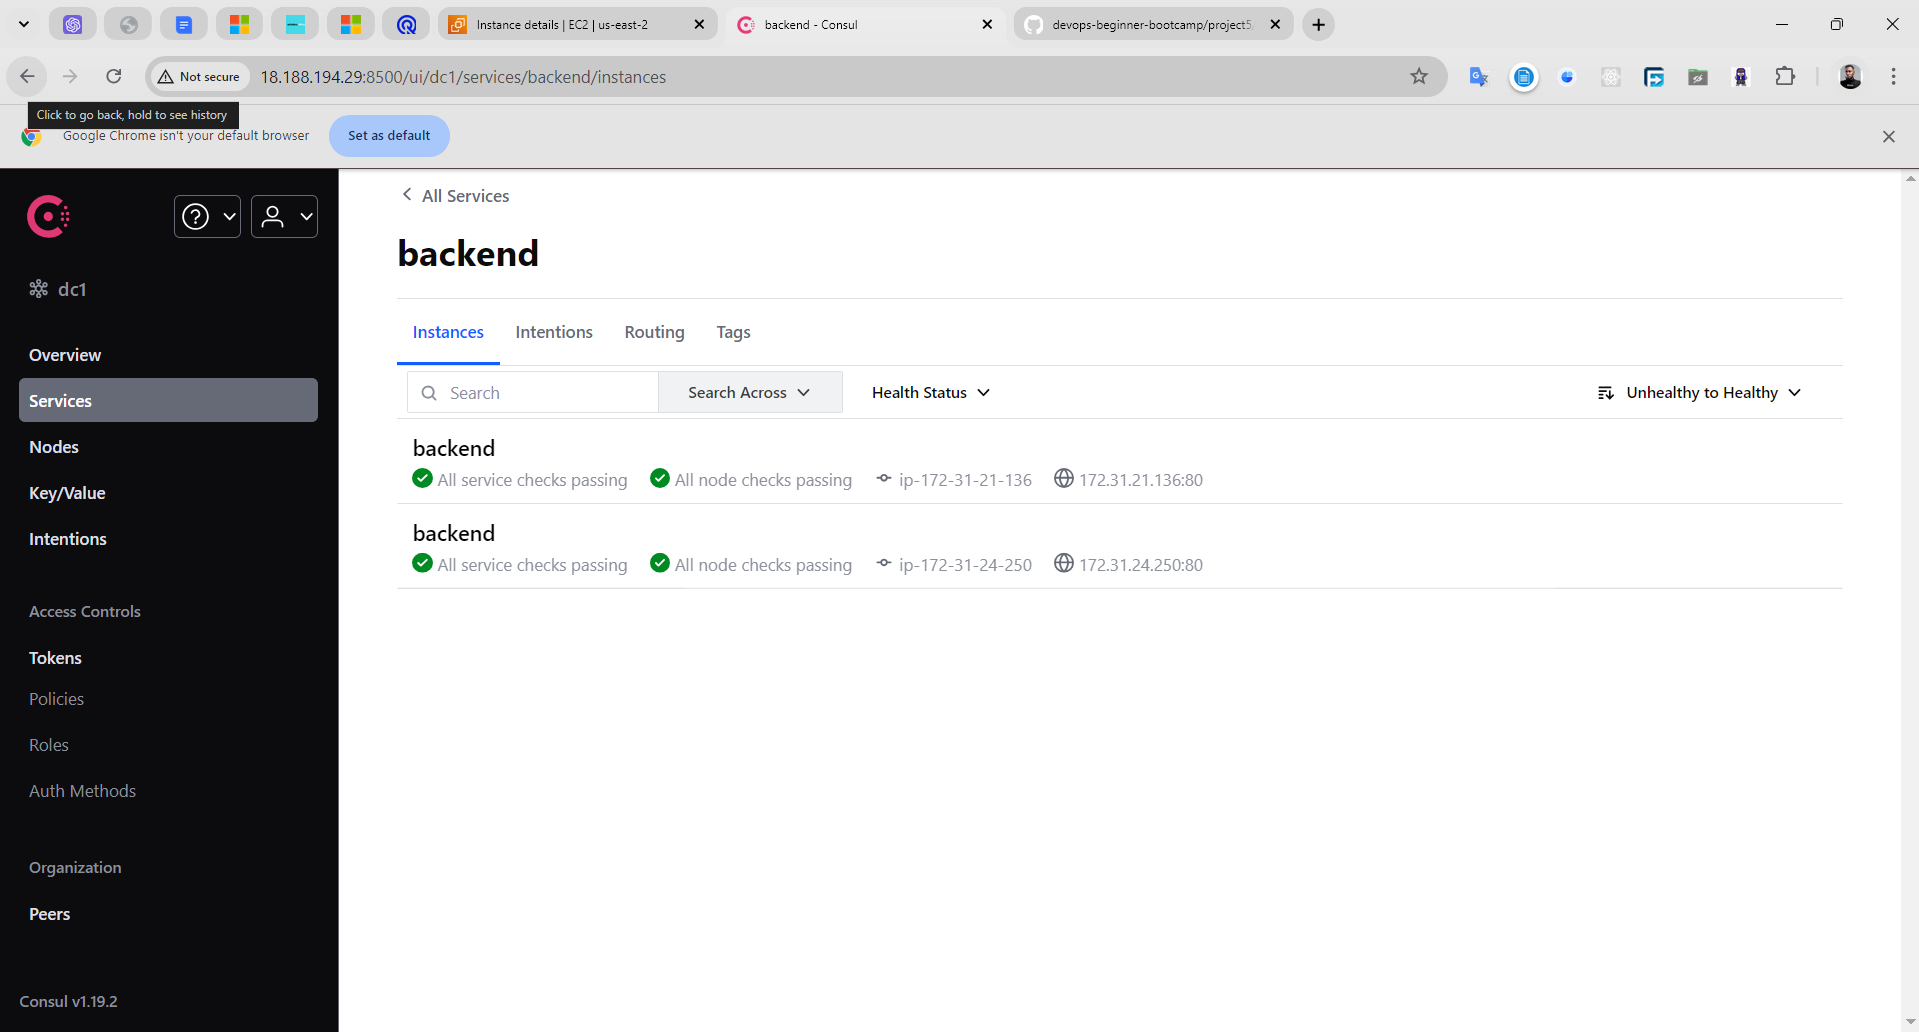 Instance details | EC2 | us-east-2
backend - Consul
devops-beginner-bootcamp/project5
Not secure
18.188.194.29:8500/ui/dc1/services/backend/instances
Click to go back, hold to see history
Google Chrome isn't your default browser
Set as default
All Services
backend
dc1
Instances
Intentions
Routing
Tags
Overview
Services
Nodes
Key/Value
Intentions
Access Controls
Tokens
Policies
Roles
Auth Methods
Organization
Peers
Consul v1.19.2
Search
Search Across
Health Status
Unhealthy to Healthy
backend
All service checks passing All node checks passing ip-172-31-21-136 172.31.21.136:80
backend
All service checks passing All node checks passing ip-172-31-24-250 172.31.24.250:80